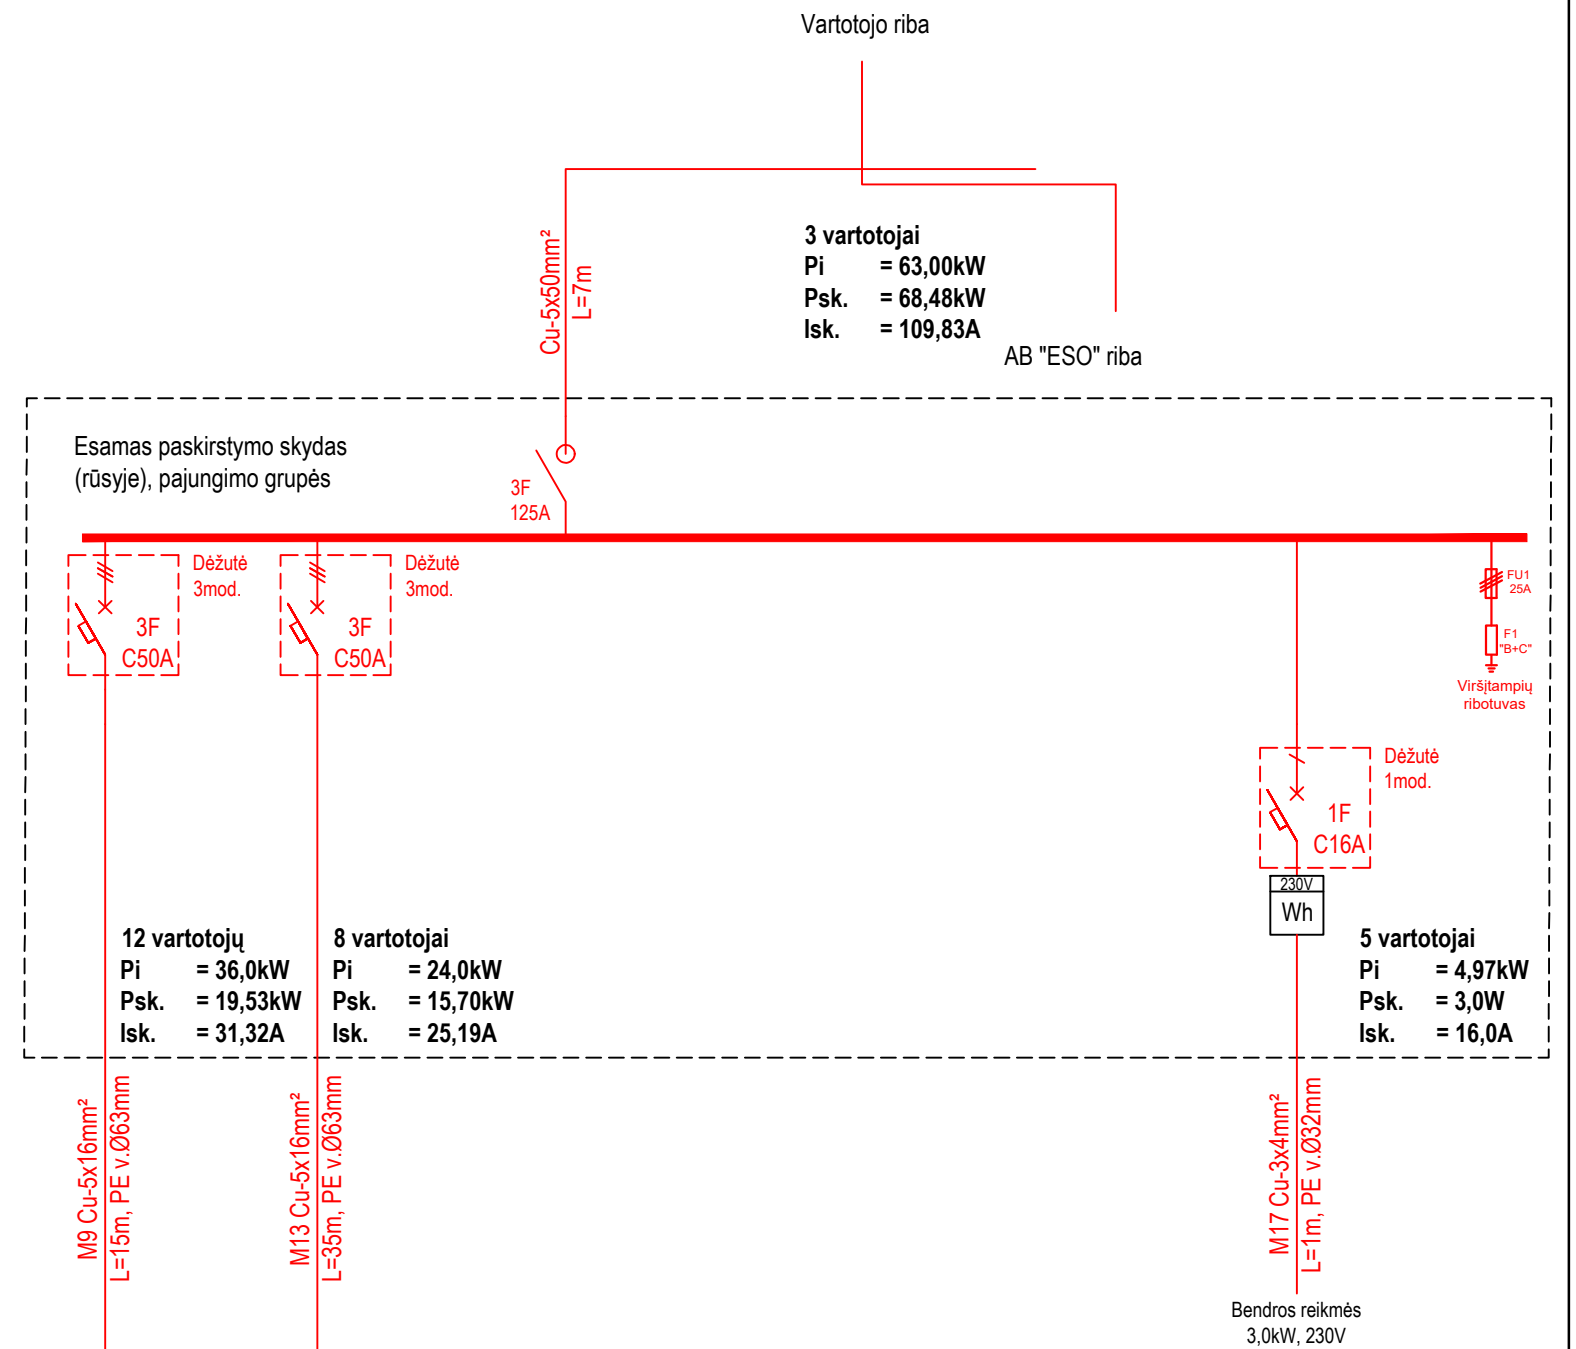 Vartotojo riba
Cu-5x50mm²
L=7m
3 vartotojai
Pi = 63,00kW
Psk. = 68,48kW
Isk. = 109,83A
AB "ESO" riba
Esamas paskirstymo skydas
(rūsyje), pajungimo grupės
3F
125A
Dėžutė
3mod.
3F
C50A
Dėžutė
3mod.
3F
C50A
FU1
25A
F1
"B+C"
Viršįtampių
ribotuvas
Dėžutė
1mod.
1F
C16A
230V
Wh
12 vartotojų
Pi = 36,0kW
Psk. = 19,53kW
Isk. = 31,32A
8 vartotojai
Pi = 24,0kW
Psk. = 15,70kW
Isk. = 25,19A
5 vartotojai
Pi = 4,97kW
Psk. = 3,0W
Isk. = 16,0A
M9 Cu-5x16mm²
L=15m, PE v.Ø63mm
M13 Cu-5x16mm²
L=35m, PE v.Ø63mm
M17 Cu-3x4mm²
L=1m, PE v.Ø32mm
Bendros reikmės
3,0kW, 230V